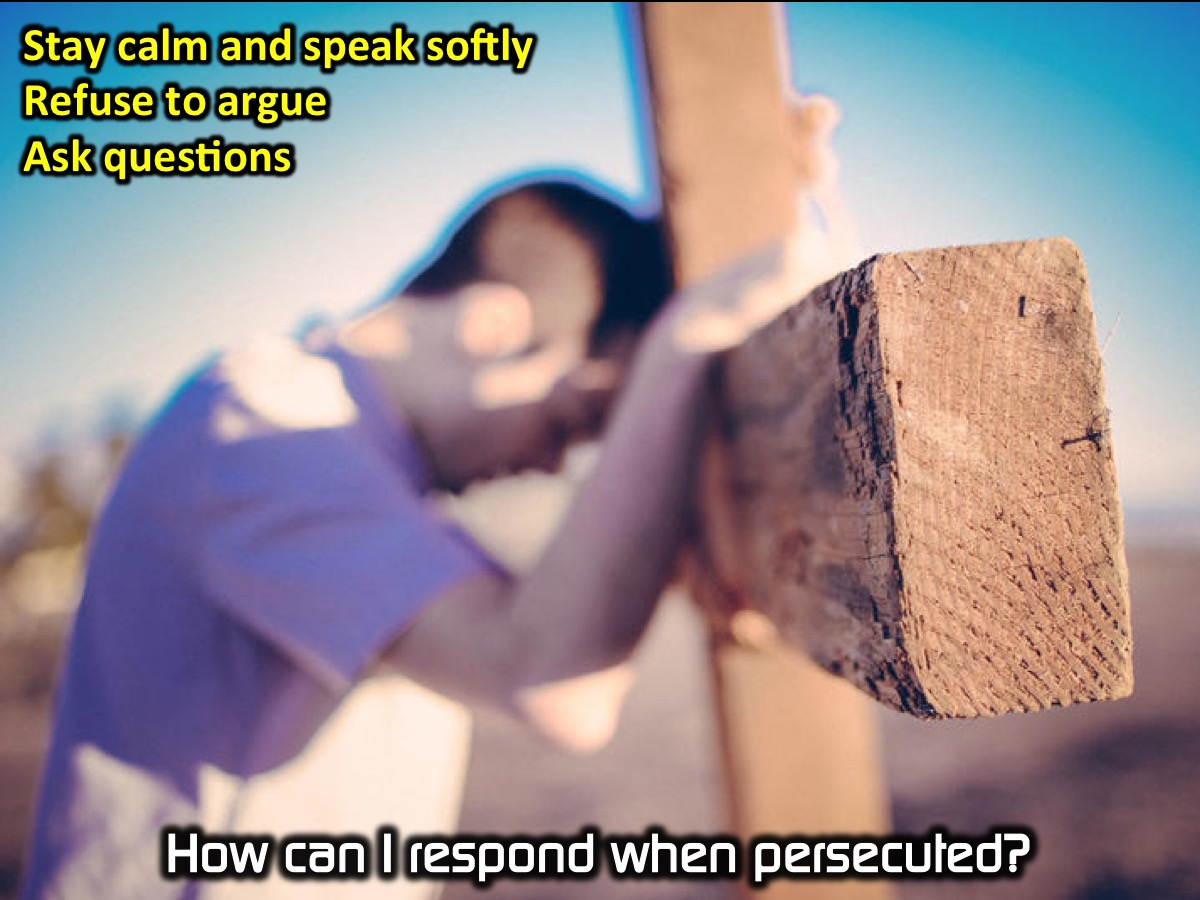 Stay calm and speak softly
Refuse to argue
Ask questions
How can I respond when persecuted?